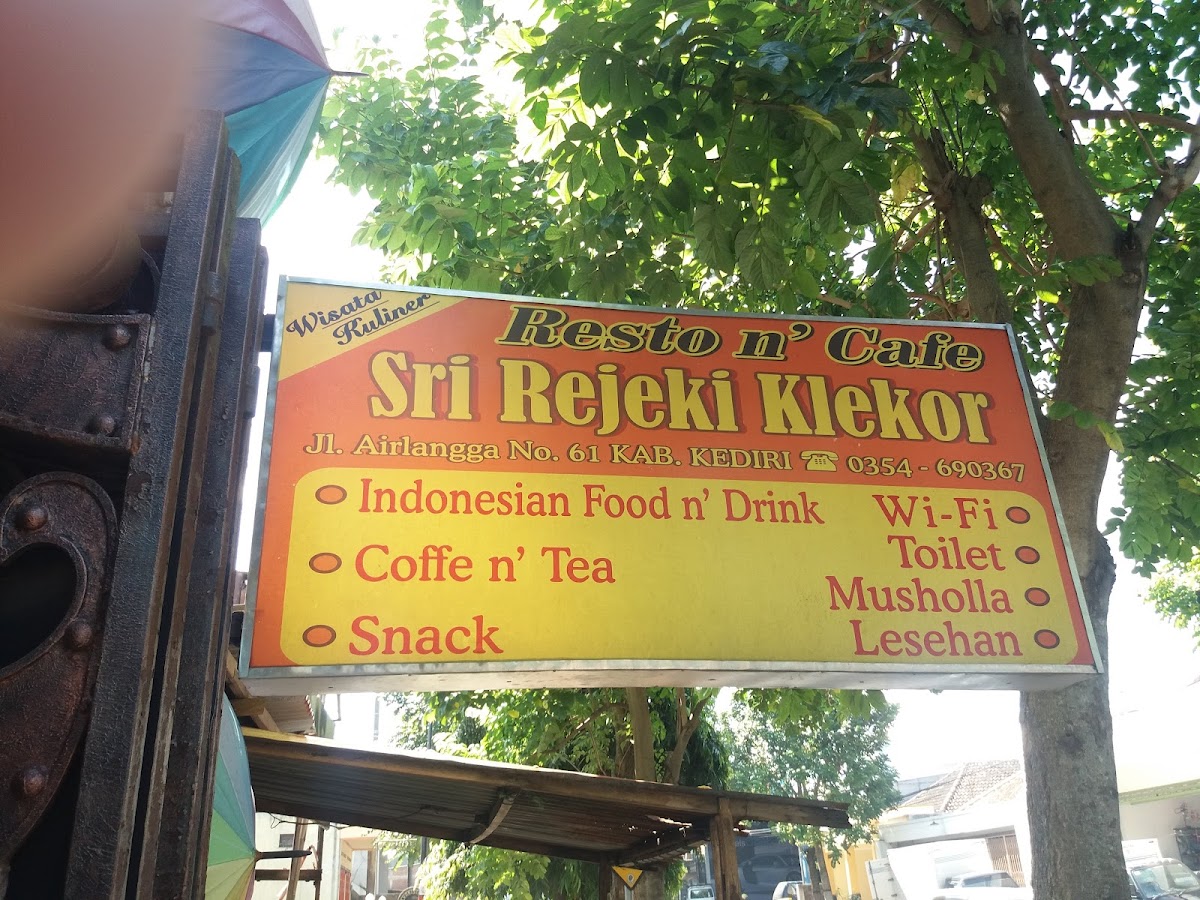 Wisata
Kuliner
Resto n' Cafe
Sri Rejeki Klekor
Jl. Airlangga No. 61 KAB. KEDIRI ☎ 0354 - 690367
Indonesian Food n' Drink
Coffe n' Tea
Snack
Wi-Fi
Toilet
Musholla
Lesehan